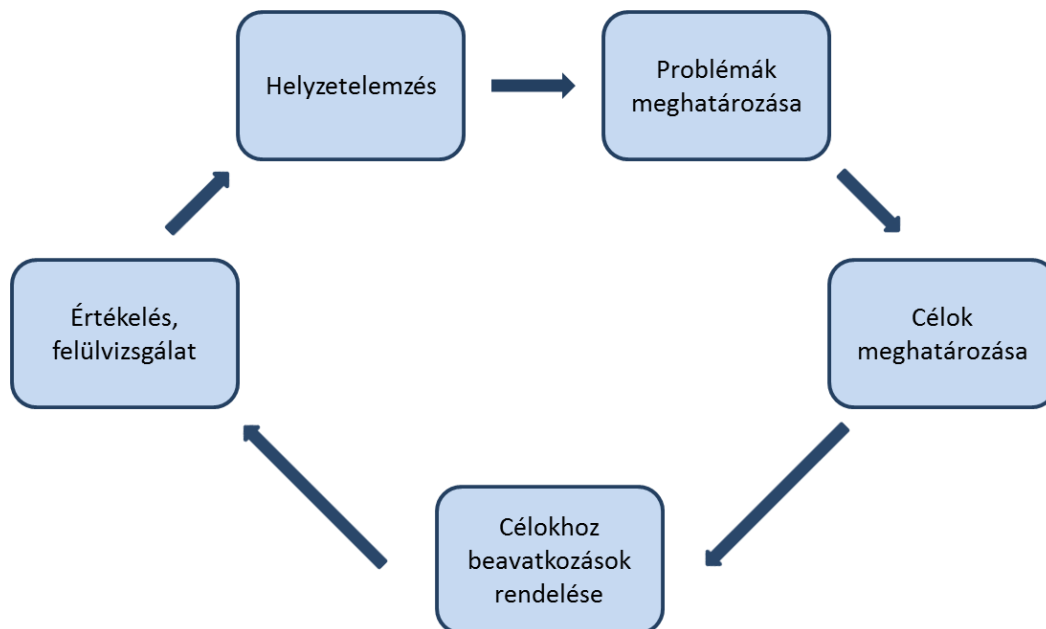 Helyzetelemzés
Problémák
meghatározása
Célok
meghatározása
Célokhoz
beavatkozások
rendelése
Értékelés,
felülvizsgálat